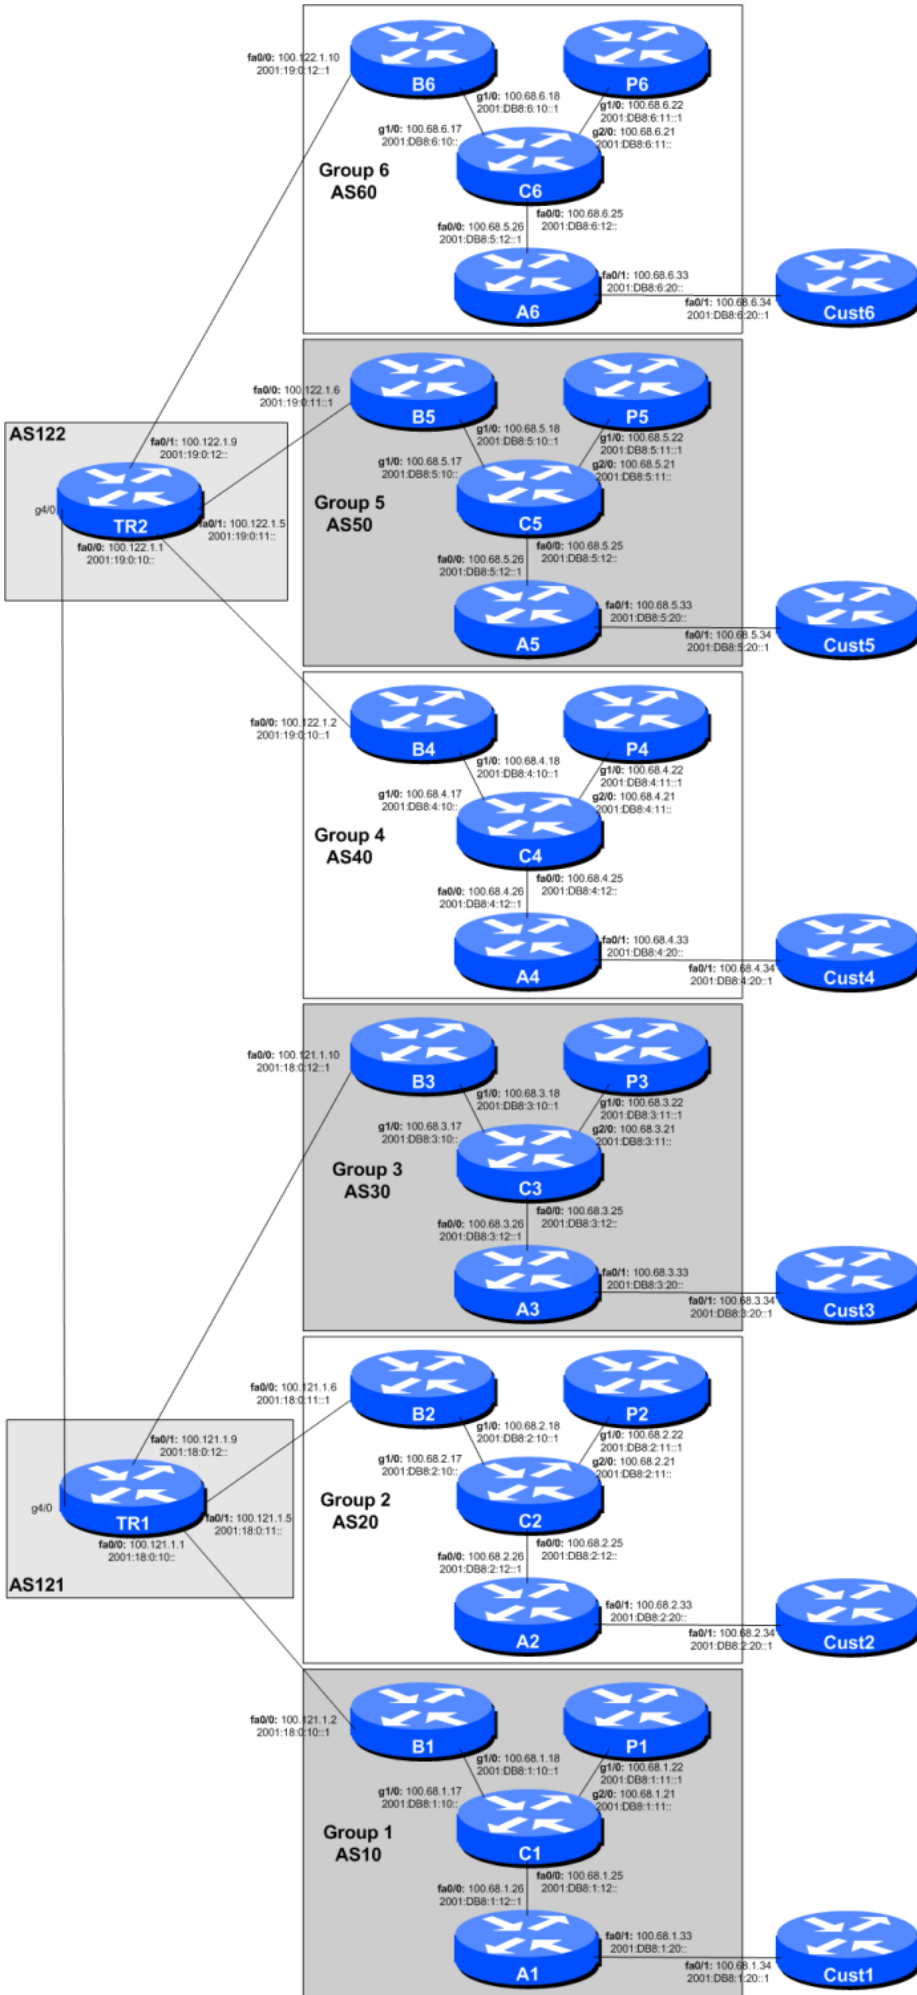 fa0/0: 100.122.1.10
2001:19:0:12::1
B6
P6
g1/0: 100.68.6.18
2001:DB8:6:10::1
g1/0: 100.68.6.22
2001:DB8:6:11::1
g1/0: 100.68.6.17
2001:DB8:6:10::
g2/0: 100.68.6.21
2001:DB8:6:11::
Group 6
AS60
C6
fa0/0: 100.68.6.25
2001:DB8:6:12::
fa0/0: 100.68.5.26
2001:DB8:5:12::1
A6
fa0/1: 100.68.6.33
2001:DB8:6:20::
fa0/1: 100.68.6.34
2001:DB8:6:20::1
Cust6
fa0/0: 100.122.1.6
2001:19:0:11::1
B5
P5
g1/0: 100.68.5.18
2001:DB8:5:10::1
g1/0: 100.68.5.22
2001:DB8:5:11::1
g1/0: 100.68.5.17
2001:DB8:5:10::
g2/0: 100.68.5.21
2001:DB8:5:11::
Group 5
AS50
C5
fa0/0: 100.68.5.25
2001:DB8:5:12::
fa0/0: 100.68.5.26
2001:DB8:5:12::1
A5
fa0/1: 100.68.5.33
2001:DB8:5:20::
fa0/1: 100.68.5.34
2001:DB8:5:20::1
Cust5
AS122
fa0/1: 100.122.1.9
2001:19:0:12::
g4/0
TR2
fa0/1: 100.122.1.5
2001:19:0:11::
fa0/0: 100.122.1.1
2001:19:0:10::
fa0/0: 100.122.1.2
2001:19:0:10::1
B4
P4
g1/0: 100.68.4.18
2001:DB8:4:10::1
g1/0: 100.68.4.22
2001:DB8:4:11::1
g1/0: 100.68.4.17
2001:DB8:4:10::
g2/0: 100.68.4.21
2001:DB8:4:11::
Group 4
AS40
C4
fa0/0: 100.68.4.25
2001:DB8:4:12::
fa0/0: 100.68.4.26
2001:DB8:4:12::1
A4
fa0/1: 100.68.4.33
2001:DB8:4:20::
fa0/1: 100.68.4.34
2001:DB8:4:20::1
Cust4
fa0/0: 100.121.1.10
2001:18:0:12::1
B3
P3
g1/0: 100.68.3.18
2001:DB8:3:10::1
g1/0: 100.68.3.22
2001:DB8:3:11::1
g1/0: 100.68.3.17
2001:DB8:3:10::
g2/0: 100.68.3.21
2001:DB8:3:11::
Group 3
AS30
C3
fa0/0: 100.68.3.25
2001:DB8:3:12::
fa0/0: 100.68.3.26
2001:DB8:3:12::1
A3
fa0/1: 100.68.3.33
2001:DB8:3:20::
fa0/1: 100.68.3.34
2001:DB8:3:20::1
Cust3
fa0/0: 100.121.1.6
2001:18:0:11::1
B2
P2
g1/0: 100.68.2.18
2001:DB8:2:10::1
g1/0: 100.68.2.22
2001:DB8:2:11::1
g1/0: 100.68.2.17
2001:DB8:2:10::
g2/0: 100.68.2.21
2001:DB8:2:11::
Group 2
AS20
C2
fa0/0: 100.68.2.25
2001:DB8:2:12::
fa0/0: 100.68.2.26
2001:DB8:2:12::1
A2
fa0/1: 100.68.2.33
2001:DB8:2:20::
fa0/1: 100.68.2.34
2001:DB8:2:20::1
Cust2
fa0/1: 100.121.1.9
2001:18:0:12::
g4/0
TR1
fa0/1: 100.121.1.5
2001:18:0:11::
fa0/0: 100.121.1.1
2001:18:0:10::
AS121
fa0/0: 100.121.1.2
2001:18:0:10::1
B1
P1
g1/0: 100.68.1.18
2001:DB8:1:10::1
g1/0: 100.68.1.22
2001:DB8:1:11::1
g1/0: 100.68.1.17
2001:DB8:1:10::
g2/0: 100.68.1.21
2001:DB8:1:11::
Group 1
AS10
C1
fa0/0: 100.68.1.25
2001:DB8:1:12::
fa0/0: 100.68.1.26
2001:DB8:1:12::1
A1
fa0/1: 100.68.1.33
2001:DB8:1:20::
fa0/1: 100.68.1.34
2001:DB8:1:20::1
Cust1